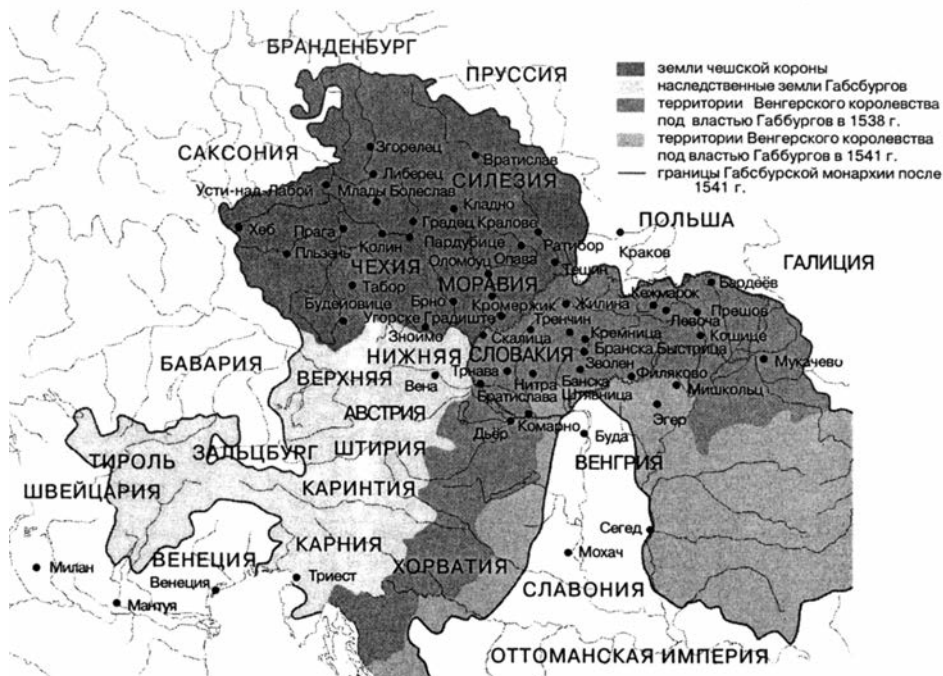 БРАНДЕНБУРГ
ПРУССИЯ
земли чешской короны
наследственные земли Габсбургов
территории Венгерского королевства
под властью Габбургов в 1538 г.
территории Венгерского королевства
под властью Габбургов в 1541 г.
границы Габсбурской монархии после
1541 г.
САКСОНИЯ
Згорелец
Вратислав
Либерец
СИЛЕЗИЯ
Усти-над-Лабой
Млады Болеслав
Кладно
Хеб
Прага
Градец Кралове
ПОЛЬША
Колин
Пардубице
Ратибор
Краков
Пльзень
Оломоуц
Опава
Тешин
ГАЛИЦИЯ
ЧЕХИЯ
МОРАВИЯ
Бардеёв
Табор
Брно
Кромержик
Жилина
Кежмарок
Прешов
Будейовице
Угорске Градиште
Тренчин
Левоча
Зноймо
Скалица
Кремница
Кошице
БАВАРИЯ
НИЖНЯЯ
СЛОВАКИЯ
Бранска Быстрица
Мукачево
ВЕРХНЯЯ
Вена
Трнава
Зволен
Филяково
Нитра
Банска
Штявница
Мишкольц
АВСТРИЯ
Братислава
Эгер
Дьёр
Комарно
Буда
ЗАЛЬЦБУРГ
ШТИРИЯ
ВЕНГРИЯ
ТИРОЛЬ
ШВЕЙЦАРИЯ
КАРИНТИЯ
Сегед
КАРНИЯ
ВЕНЕЦИЯ
Мохач
Милан
Венеция
Триест
ХОРВАТИЯ
СЛАВОНИЯ
Мантуя
ОТТОМАНСКАЯ ИМПЕРИЯ